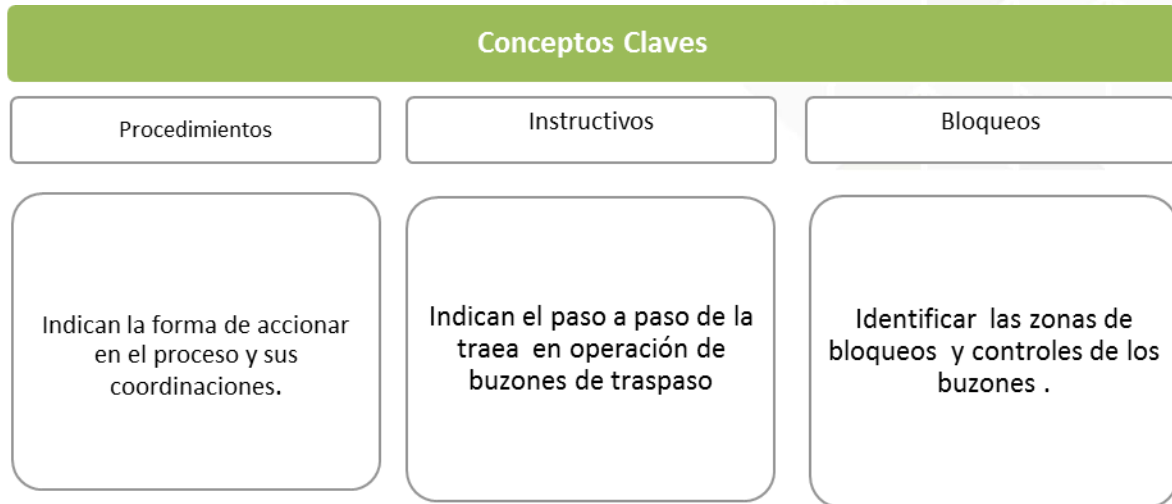 Conceptos Claves
Procedimientos
Instructivos
Bloqueos
Indican la forma de accionar
en el proceso y sus
coordinaciones.
Indican el paso a paso de la
traea en operación de
buzones de traspaso
Identificar las zonas de
bloqueos y controles de los
buzones .